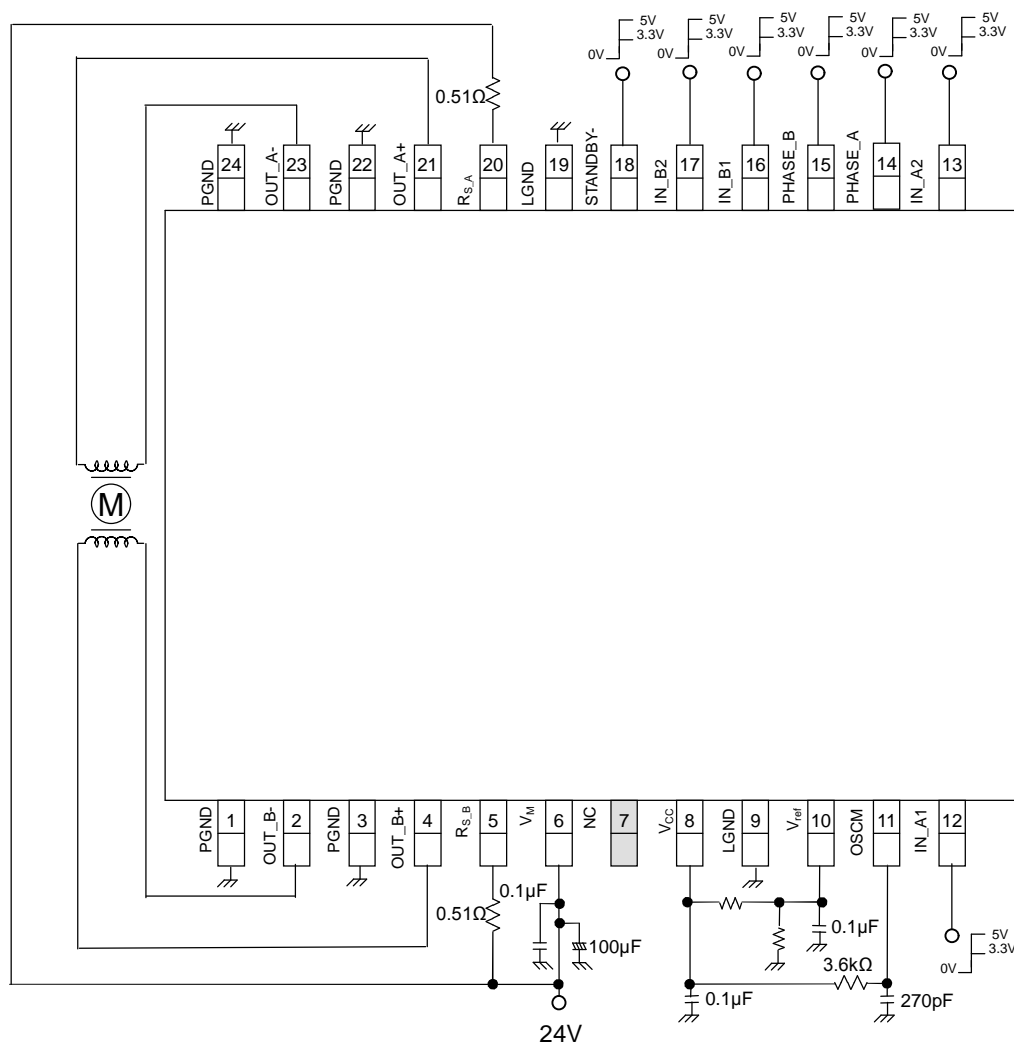 5V 5V 5V 5V 5V 5V
3.3V 3.3V 3.3V 3.3V 3.3V 3.3V
0V 0V 0V 0V 0V 0V
0.51Ω
24 23 22 21 20 19 18 17 16 15 14 13
PGND
OUT_A-
PGND
OUT_A+
RS_A
LGND
STANDBY-
IN_B2
IN_B1
PHASE_B
PHASE_A
IN_A2
M
PGND
OUT_B-
PGND
OUT_B+
RS_B
VM
NC
VCC
LGND
Vref
OSCM
IN_A1
1 2 3 4 5 6 7 8 9 10 11 12
0.1µF
0.51Ω
100µF
0.1µF
5V
3.3V
0V
3.6kΩ
0.1µF
270pF
24V